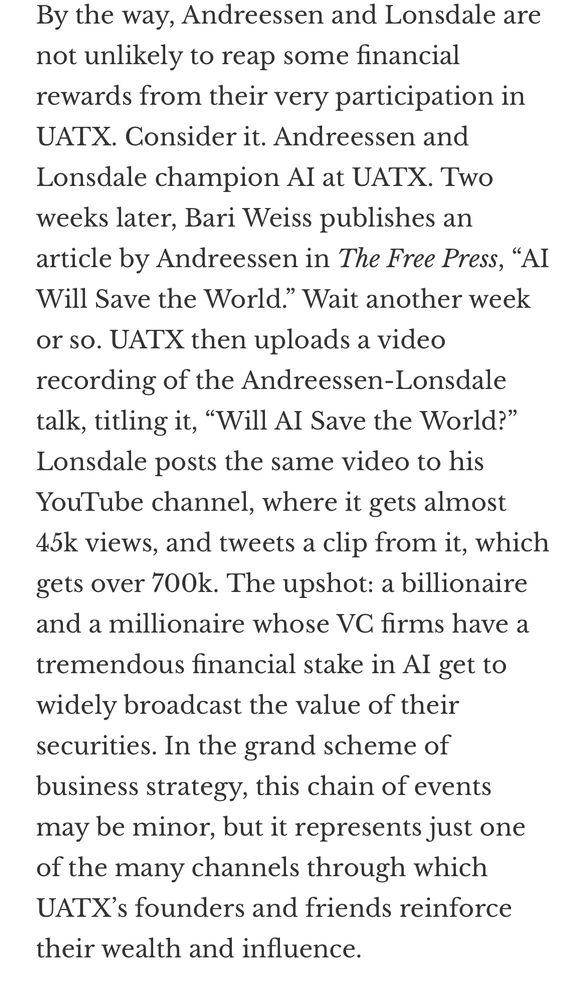 By the way, Andreessen and Lonsdale are
not unlikely to reap some financial
rewards from their very participation in
UATX. Consider it. Andreessen and
Lonsdale champion AI at UATX. Two
weeks later, Bari Weiss publishes an
article by Andreessen in The Free Press, “AI
Will Save the World.” Wait another week
or so. UATX then uploads a video
recording of the Andreessen-Lonsdale
talk, titling it, “Will AI Save the World?”
Lonsdale posts the same video to his
YouTube channel, where it gets almost
45k views, and tweets a clip from it, which
gets over 700k. The upshot: a billionaire
and a millionaire whose VC firms have a
tremendous financial stake in AI get to
widely broadcast the value of their
securities. In the grand scheme of
business strategy, this chain of events
may be minor, but it represents just one
of the many channels through which
UATX’s founders and friends reinforce
their wealth and influence.